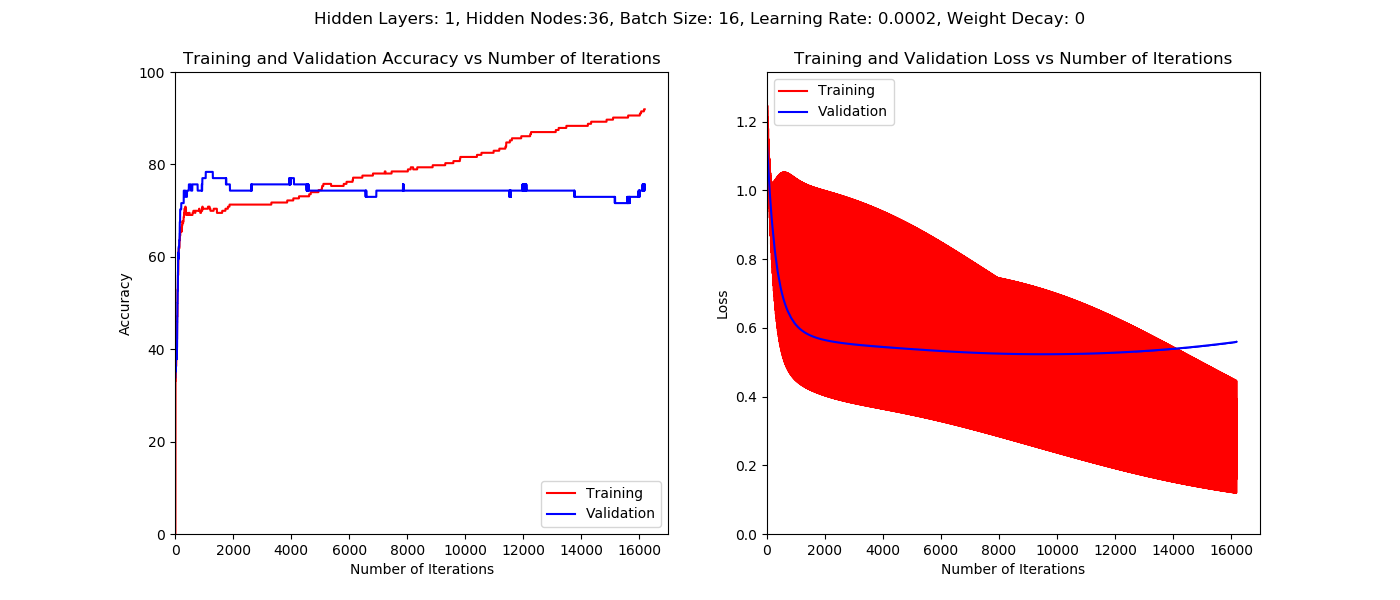 Hidden Layers: 1, Hidden Nodes:36, Batch Size: 16, Learning Rate: 0.0002, Weight Decay: 0
Training and Validation Accuracy vs Number of Iterations
100
80
60
40
20
0
Accuracy
Training
Validation
0 2000 4000 6000 8000 10000 12000 14000 16000
Number of Iterations
Training and Validation Loss vs Number of Iterations
Training
Validation
1.2
1.0
0.8
0.6
0.4
0.2
0.0
Loss
0 2000 4000 6000 8000 10000 12000 14000 16000
Number of Iterations